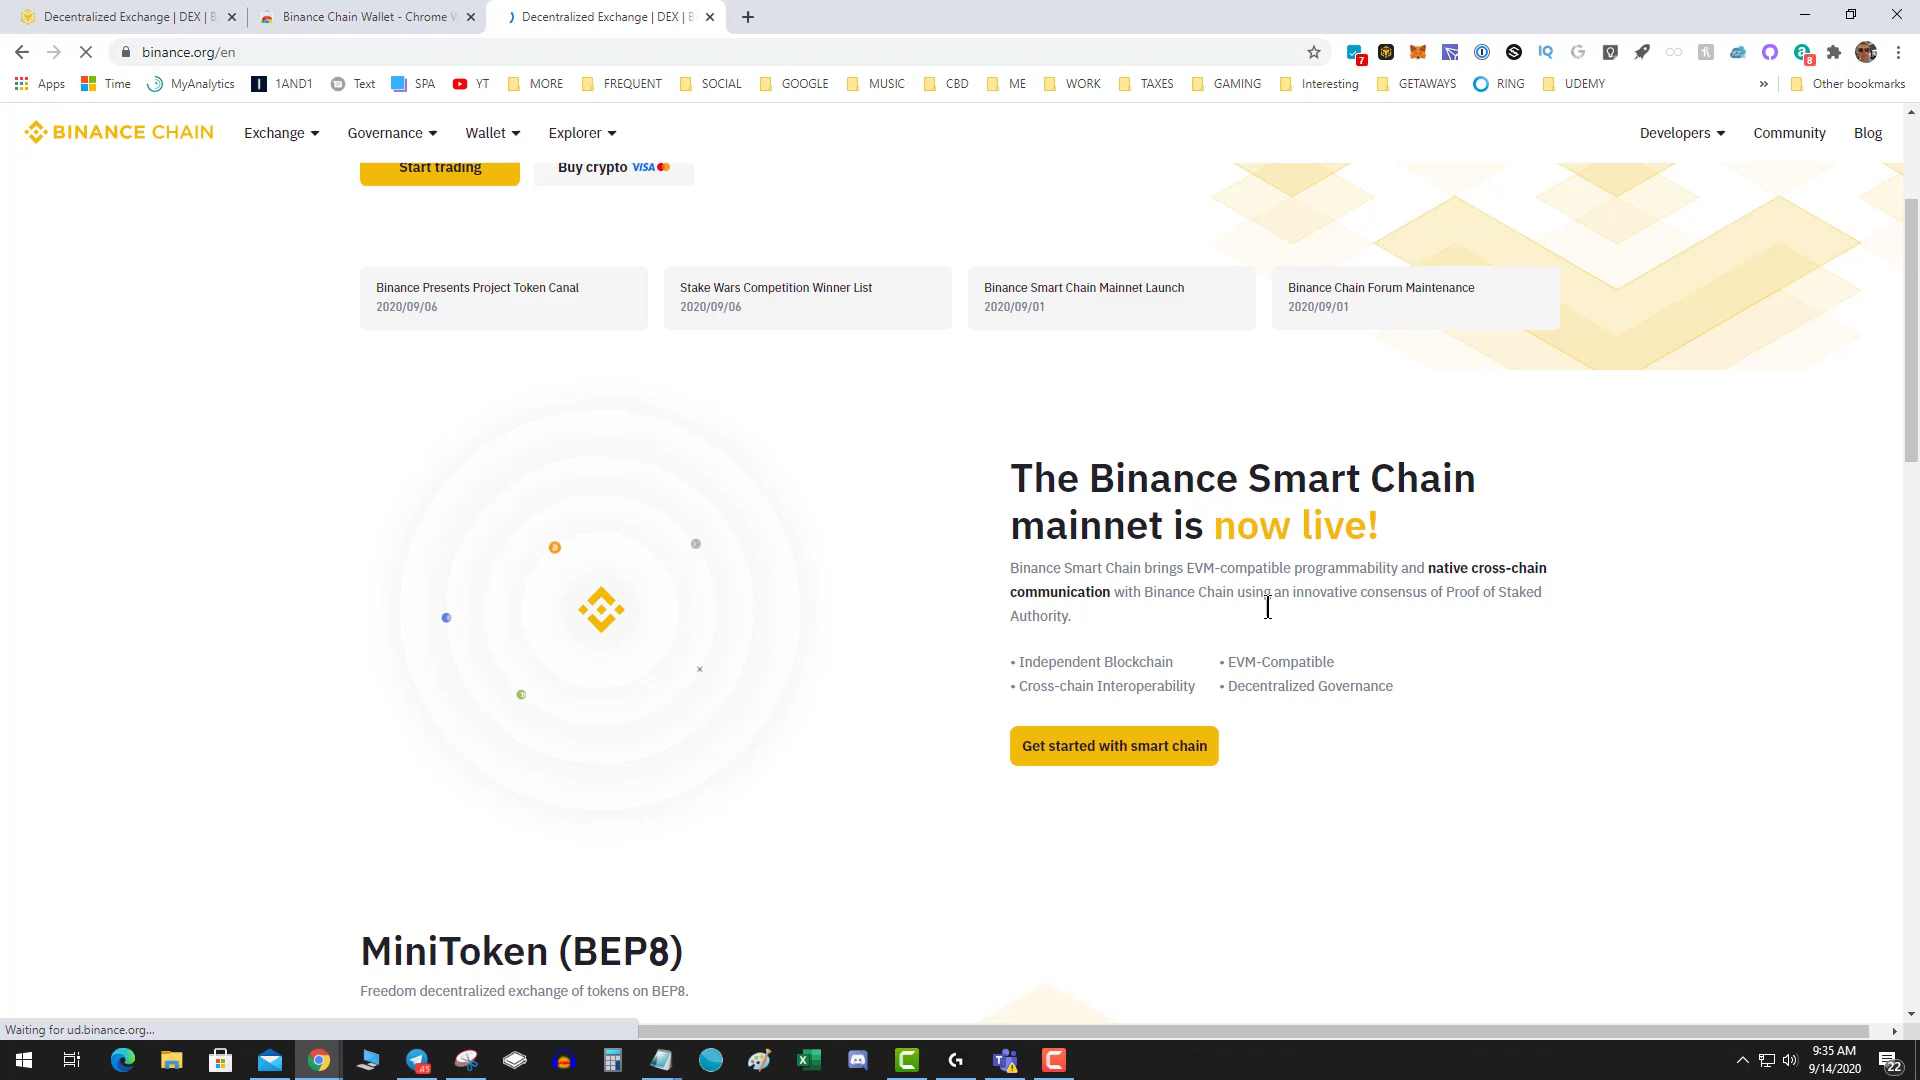 Decentralized Exchange | DEX | B
Binance Chain Wallet - Chrome W
Decentralized Exchange | DEX | B
binance.org/en
7
8
Apps
Time
MyAnalytics
1AND1
Text
SPA
YT
MORE
FREQUENT
SOCIAL
GOOGLE
MUSIC
CBD
ME
WORK
TAXES
GAMING
Interesting
GETAWAYS
RING
UDEMY
»
Other bookmarks
BINANCE CHAIN
Exchange
Governance
Wallet
Explorer
Developers
Community
Blog
Start trading
Buy crypto VISA
Binance Presents Project Token Canal
2020/09/06
Stake Wars Competition Winner List
2020/09/06
Binance Smart Chain Mainnet Launch
2020/09/01
Binance Chain Forum Maintenance
2020/09/01
The Binance Smart Chain
mainnet is now live!
Binance Smart Chain brings EVM-compatible programmability and native cross-chain
communication with Binance Chain using an innovative consensus of Proof of Staked
Authority.
• Independent Blockchain
• EVM-Compatible
• Cross-chain Interoperability
• Decentralized Governance
Get started with smart chain
MiniToken (BEP8)
Freedom decentralized exchange of tokens on BEP8.
Waiting for ud.binance.org...
9:35 AM
9/14/2020
22